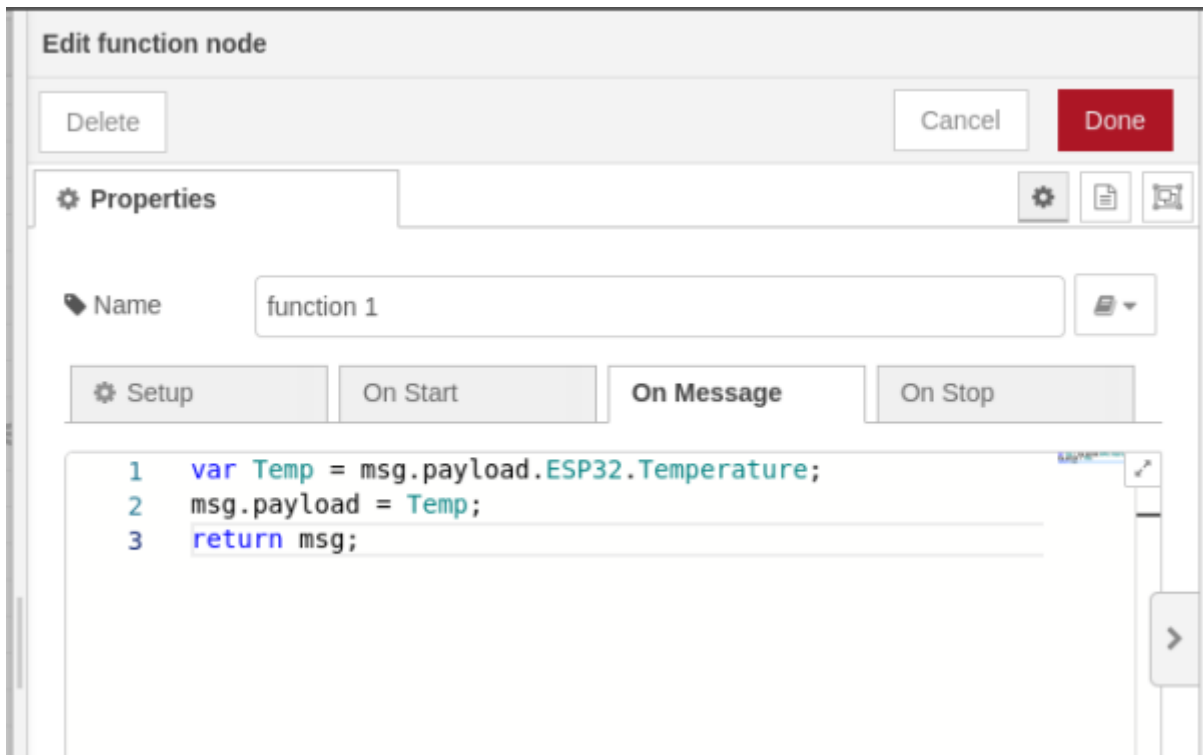 Edit function node
Delete
Cancel
Done
Properties
Name
function 1
Setup
On Start
On Message
On Stop
1 var Temp = msg.payload.ESP32.Temperature;
2 msg.payload = Temp;
3 return msg;